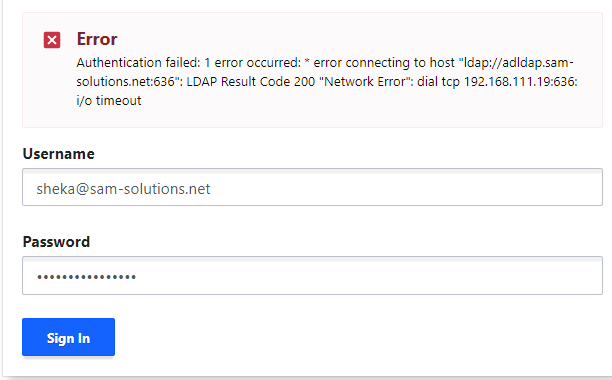 Error
Authentication failed: 1 error occurred: * error connecting to host "ldap://adldap.sam-
solutions.net:636": LDAP Result Code 200 "Network Error": dial tcp 192.168.111.19:636:
i/o timeout
Username
sheka@sam-solutions.net
Password
••••••••••••••••
Sign In